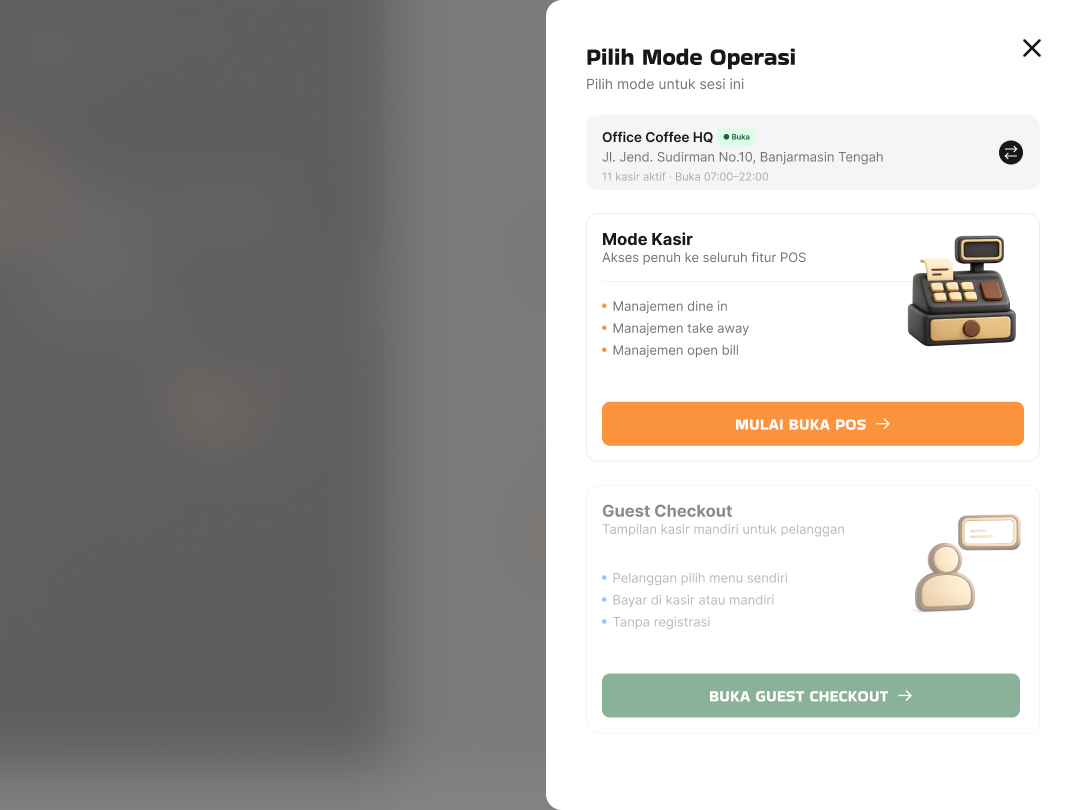 Pilih Mode Operasi
Pilih mode untuk sesi ini
Office Coffee HQ Buka
Jl. Jend. Sudirman No.10, Banjarmasin Tengah
11 kasir aktif · Buka 07:00–22:00
Mode Kasir
Akses penuh ke seluruh fitur POS
Manajemen dine in
Manajemen take away
Manajemen open bill
MULAI BUKA POS
Guest Checkout
Tampilan kasir mandiri untuk pelanggan
Pelanggan pilih menu sendiri
Bayar di kasir atau mandiri
Tanpa registrasi
BUKA GUEST CHECKOUT